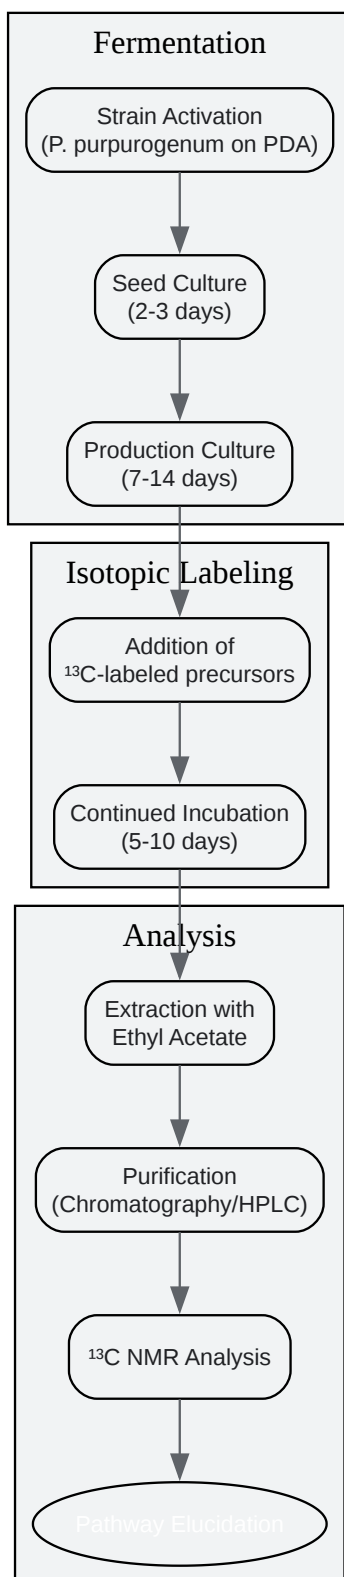 Fermentation
Strain Activation
(P. purpurogenum on PDA)
Seed Culture
(2-3 days)
Production Culture
(7-14 days)
Isotopic Labeling
Addition of
¹³C-labeled precursors
Continued Incubation
(5-10 days)
Analysis
Extraction with
Ethyl Acetate
Purification
(Chromatography/HPLC)
¹³C NMR Analysis
Pathway Elucidation